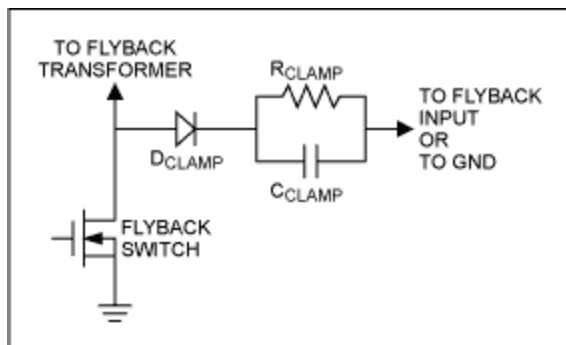 TO FLYBACK
TRANSFORMER
RCLAMP
DCLAMP
CCLAMP
TO FLYBACK
INPUT
OR
TO GND
FLYBACK
SWITCH